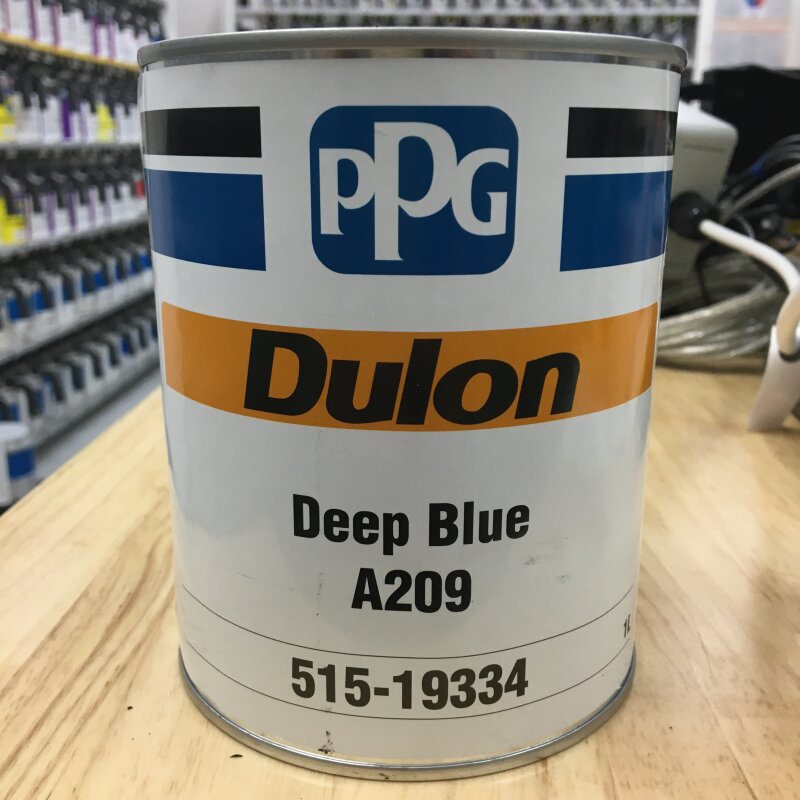 PPG
Dulon
Deep Blue
A209
1L
515-19334